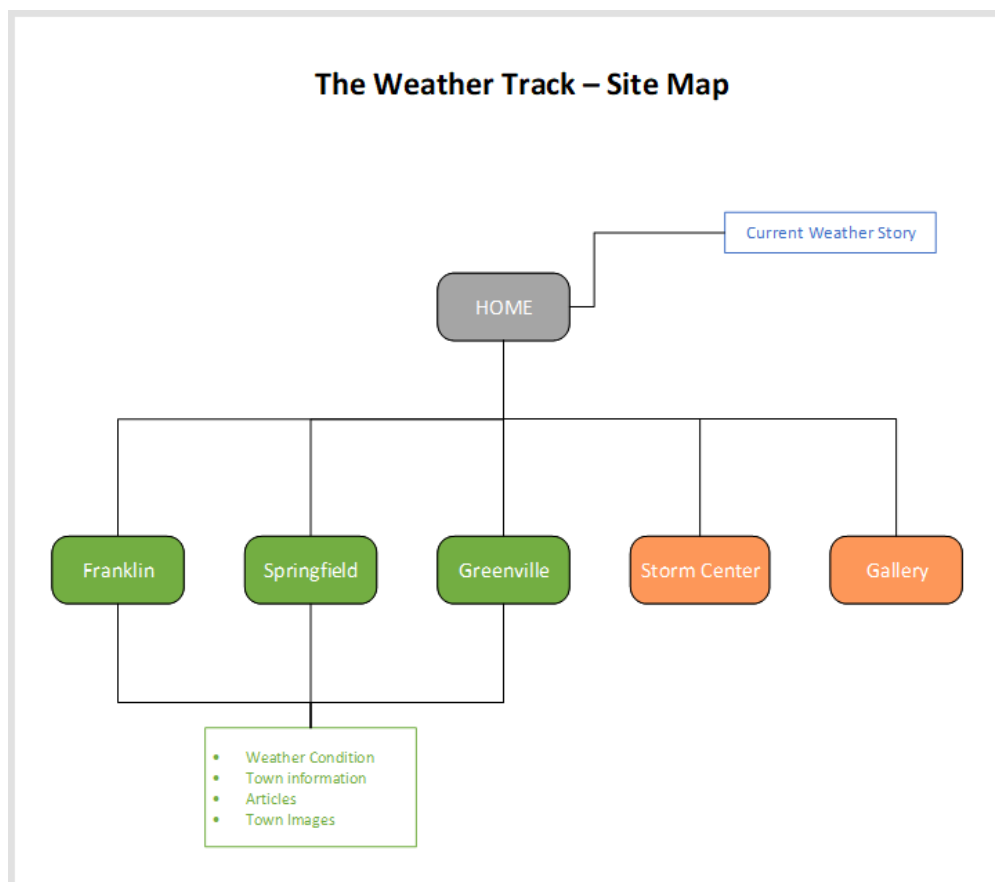 The Weather Track – Site Map
Current Weather Story
HOME
Franklin
Springfield
Greenville
Storm Center
Gallery
• Weather Condition
• Town information
• Articles
• Town Images